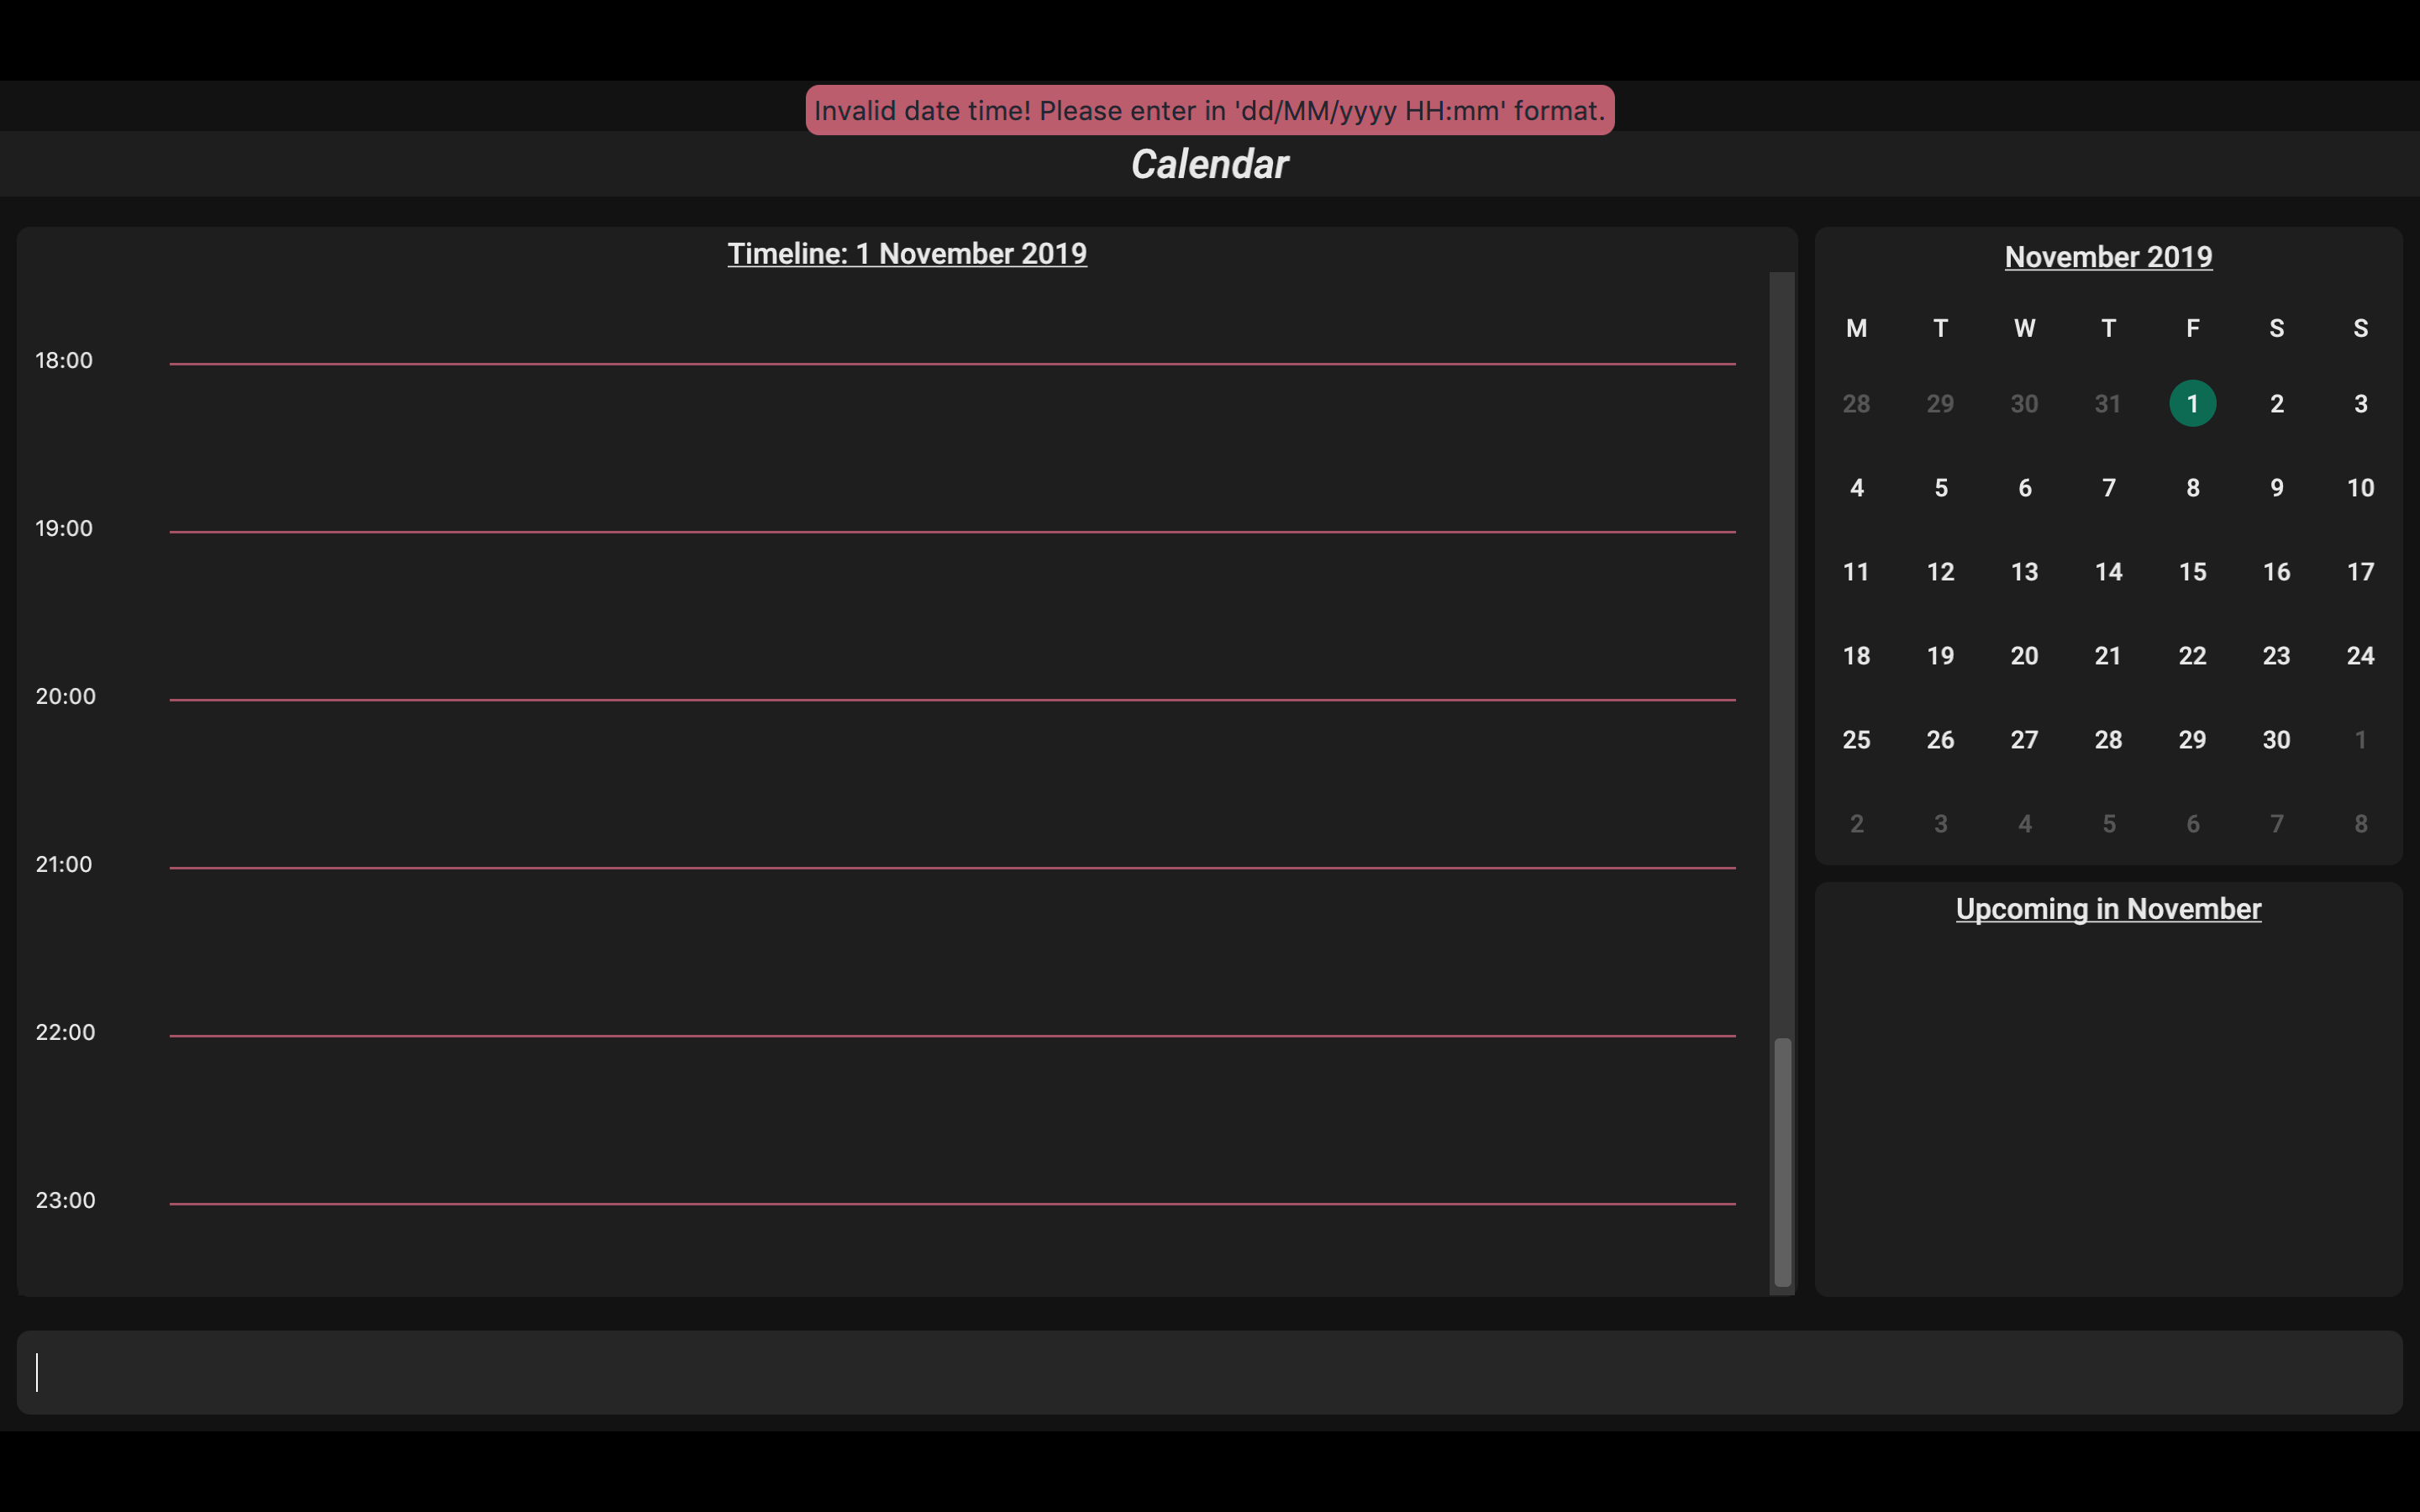 Invalid date time! Please enter in 'dd/MM/yyyy HH:mm' format.
Calendar
Timeline: 1 November 2019
18:00
19:00
20:00
21:00
22:00
23:00
November 2019
M T W T F S S
28 29 30 31 1 2 3
4 5 6 7 8 9 10
11 12 13 14 15 16 17
18 19 20 21 22 23 24
25 26 27 28 29 30 1
2 3 4 5 6 7 8
Upcoming in November